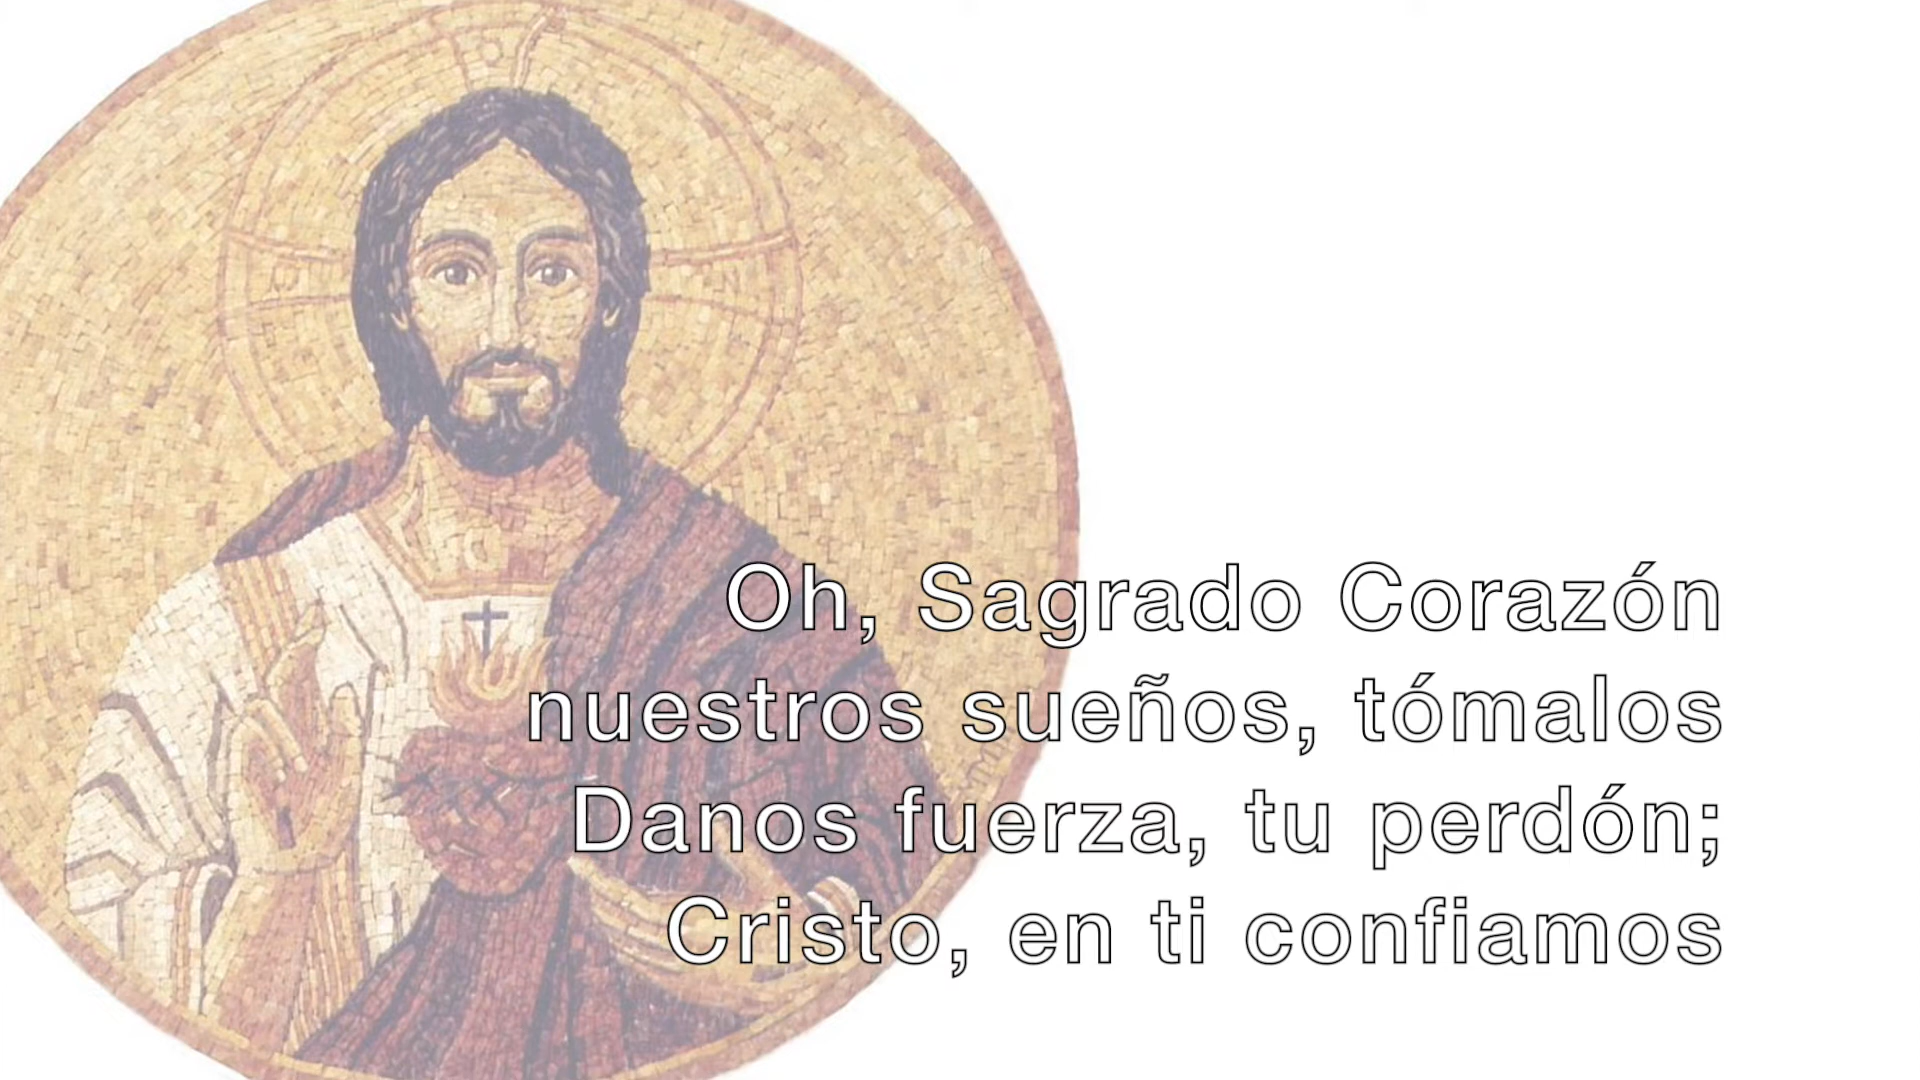 Oh, Sagrado Corazón
nuestros sueños, tómalos
Danos fuerza, tu perdón;
Cristo, en ti confiamos